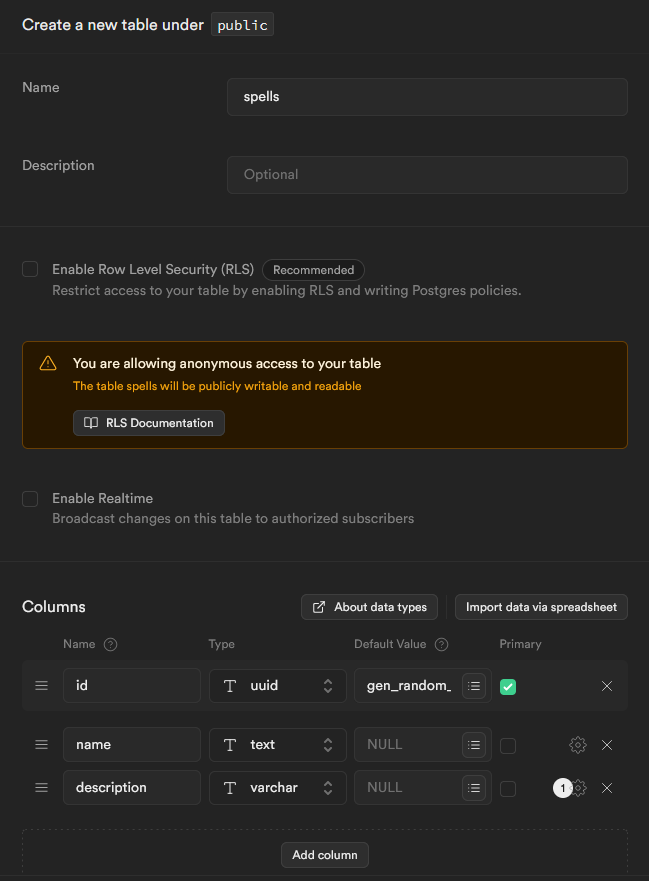 Create a new table under public
Name
spells
Description
Optional
Enable Row Level Security (RLS) Recommended
Restrict access to your table by enabling RLS and writing Postgres policies.
You are allowing anonymous access to your table
The table spells will be publicly writable and readable
RLS Documentation
Enable Realtime
Broadcast changes on this table to authorized subscribers
Columns About data types Import data via spreadsheet
Name ? Type Default Value ? Primary
id T uuid gen_random_
name T text NULL
description T varchar NULL 1
Add column